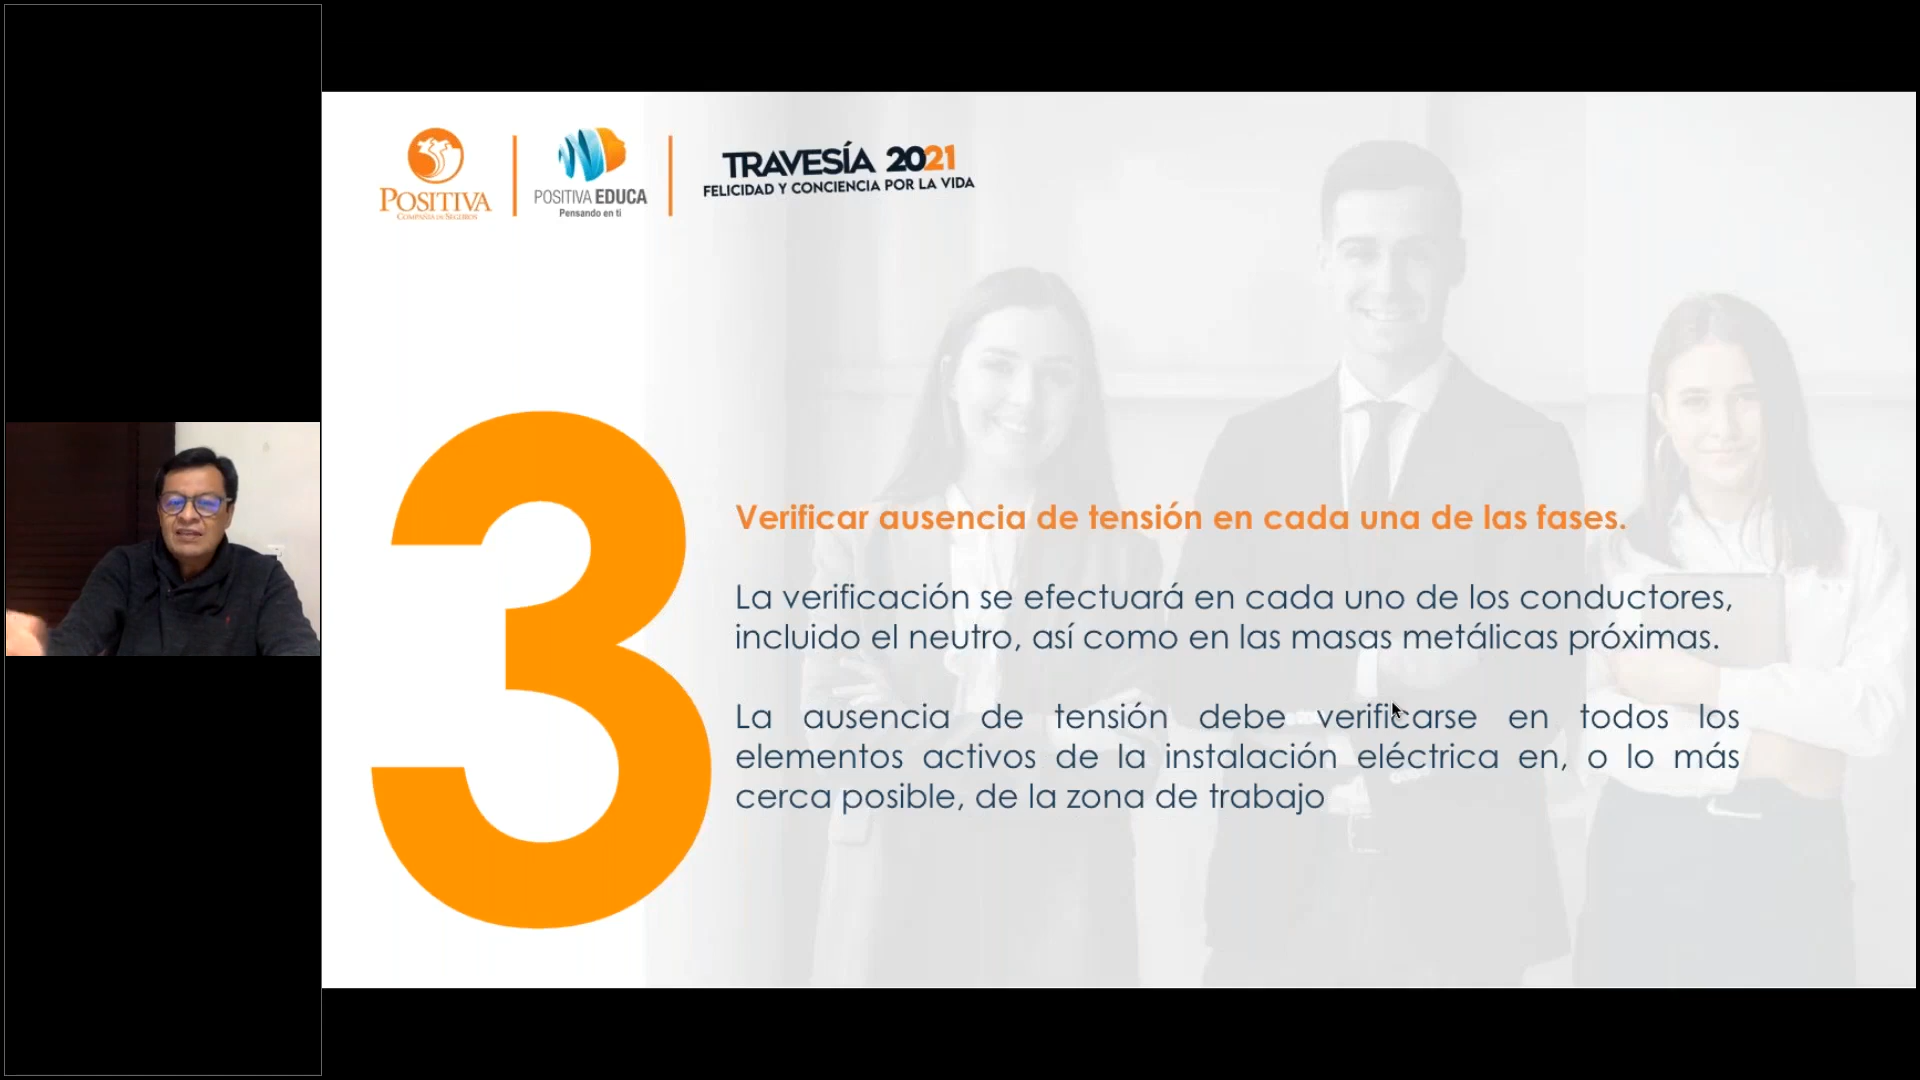 POSITIVA
COMPAÑÍA DE SEGUROS
POSITIVA EDUCA
Pensando en ti
TRAVESÍA 2021
FELICIDAD Y CONCIENCIA POR LA VIDA
3
Verificar ausencia de tensión en cada una de las fases.
La verificación se efectuará en cada uno de los conductores,
incluido el neutro, así como en las masas metálicas próximas.
La ausencia de tensión debe verificarse en todos los
elementos activos de la instalación eléctrica en, o lo más
cerca posible, de la zona de trabajo